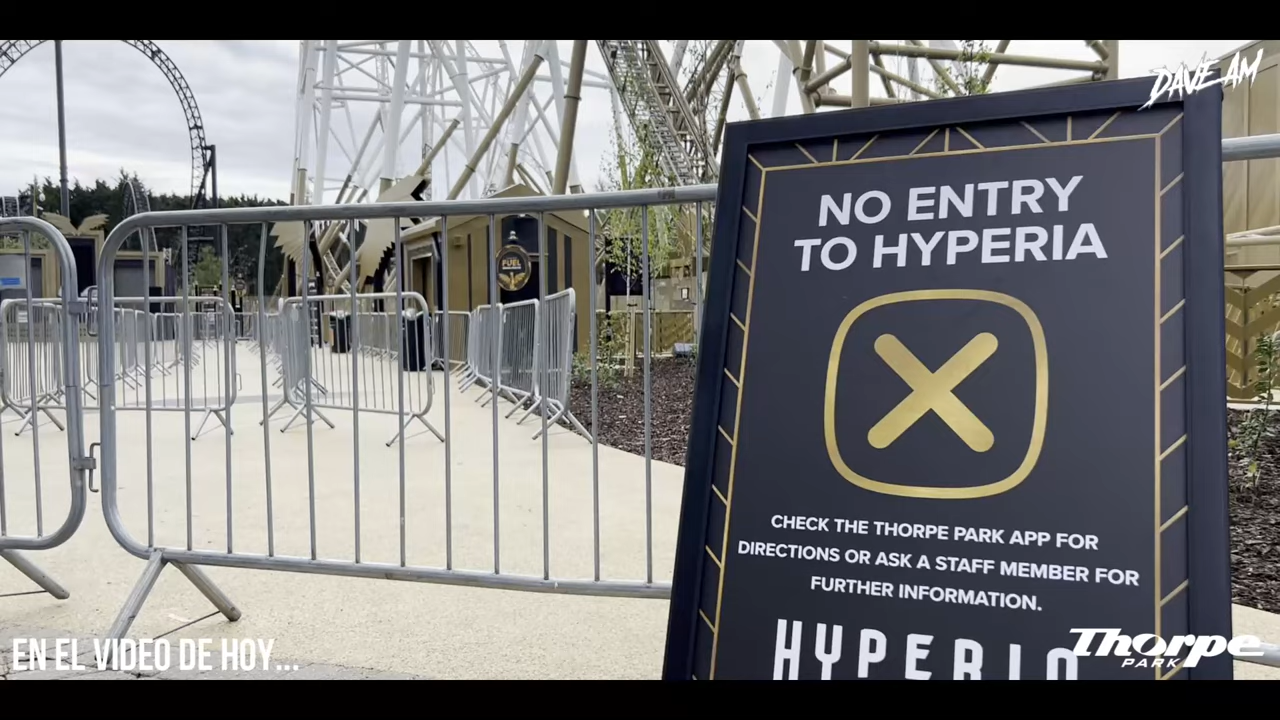 DAVE AM
NO ENTRY
TO HYPERIA
FUEL
CHECK THE THORPE PARK APP FOR
DIRECTIONS OR ASK A STAFF MEMBER FOR
FURTHER INFORMATION.
HYPERIA
EN EL VIDEO DE HOY...
Thorpe
PARK